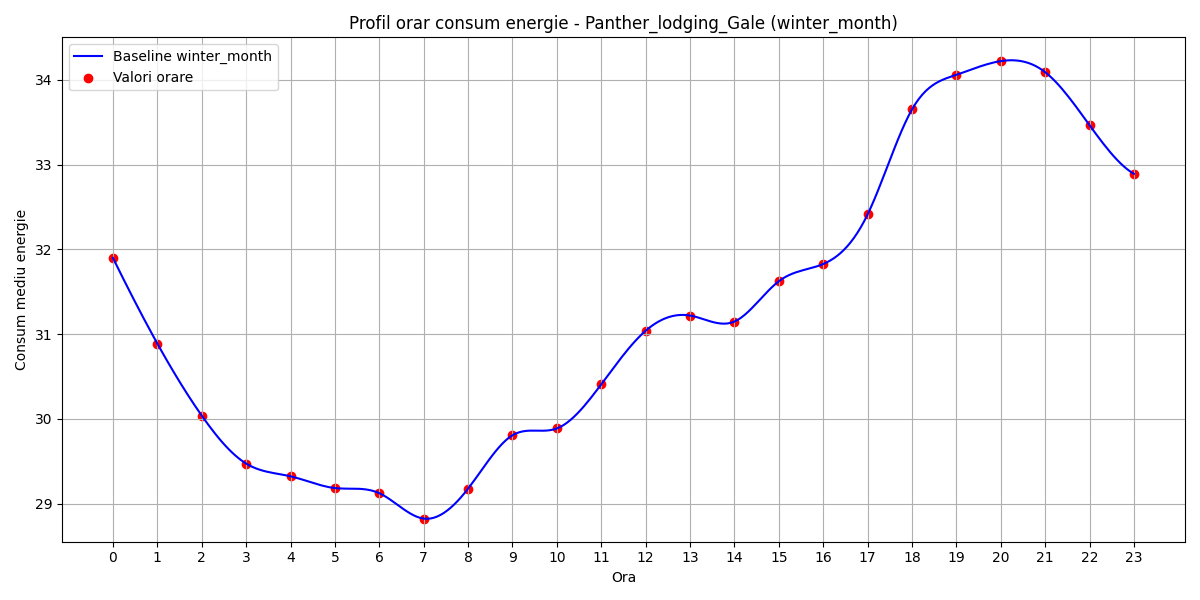 Profil orar consum energie - Panther_lodging_Gale (winter_month)
Baseline winter_month
Valori orare
Consum mediu energie
34
33
32
31
30
29
0 1 2 3 4 5 6 7 8 9 10 11 12 13 14 15 16 17 18 19 20 21 22 23
Ora